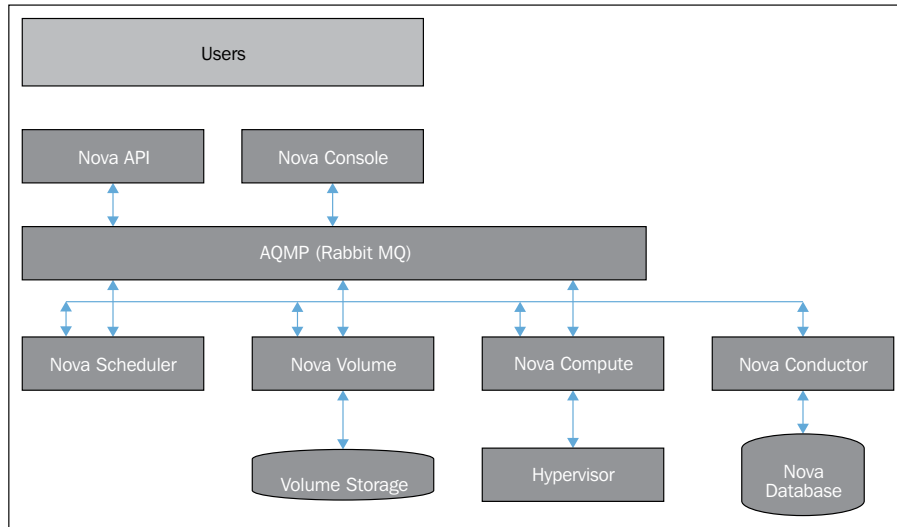 Users
Nova API
Nova Console
AQMP (Rabbit MQ)
Nova Scheduler
Nova Volume
Nova Compute
Nova Conductor
Volume Storage
Hypervisor
Nova
Database